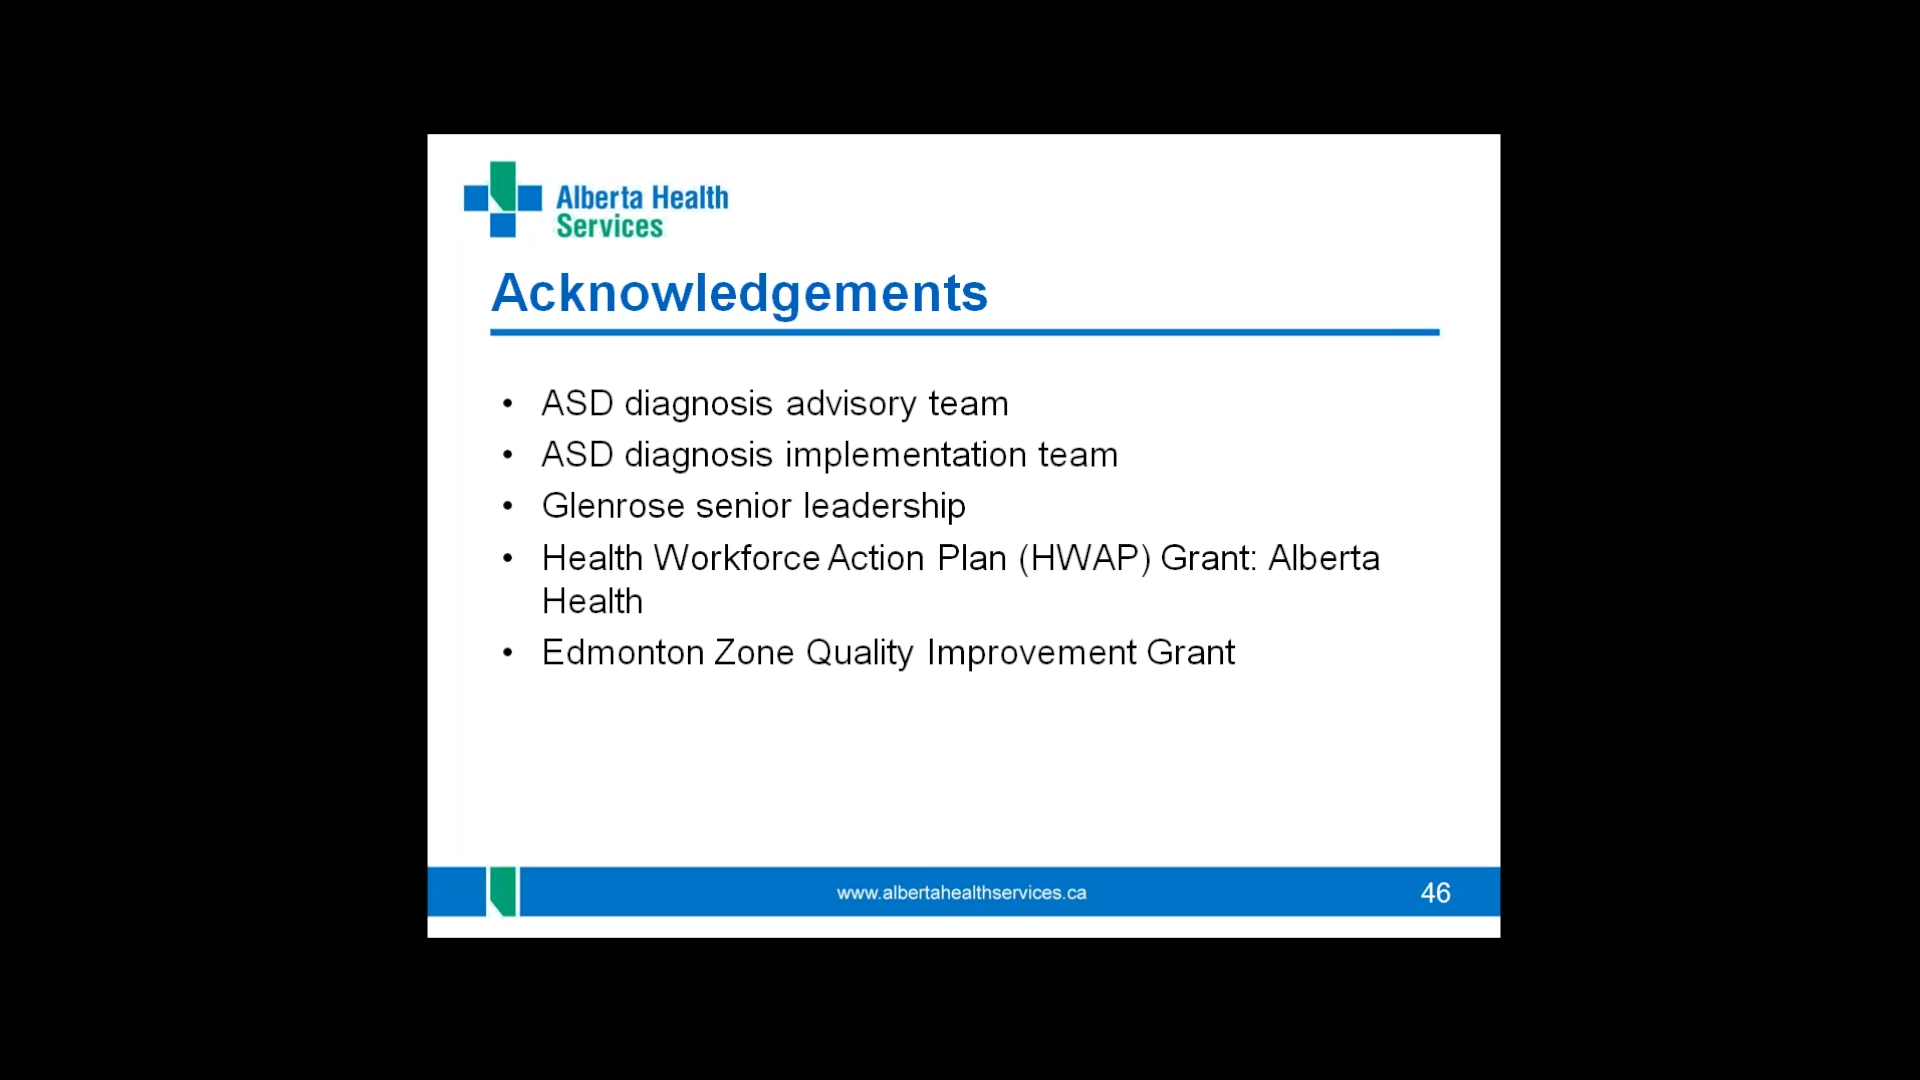 Alberta Health
Services
Acknowledgements
• ASD diagnosis advisory team
• ASD diagnosis implementation team
• Glenrose senior leadership
• Health Workforce Action Plan (HWAP) Grant: Alberta
Health
• Edmonton Zone Quality Improvement Grant
www.albertahealthservices.ca
46